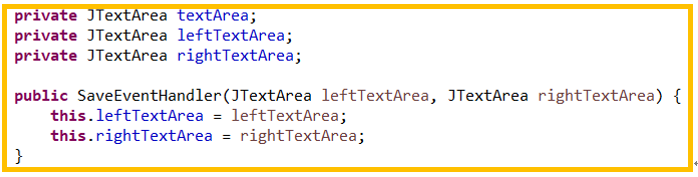 private JTextArea textArea;
private JTextArea leftTextArea;
private JTextArea rightTextArea;

public SaveEventHandler(JTextArea leftTextArea, JTextArea rightTextArea) {
    this.leftTextArea = leftTextArea;
    this.rightTextArea = rightTextArea;
}